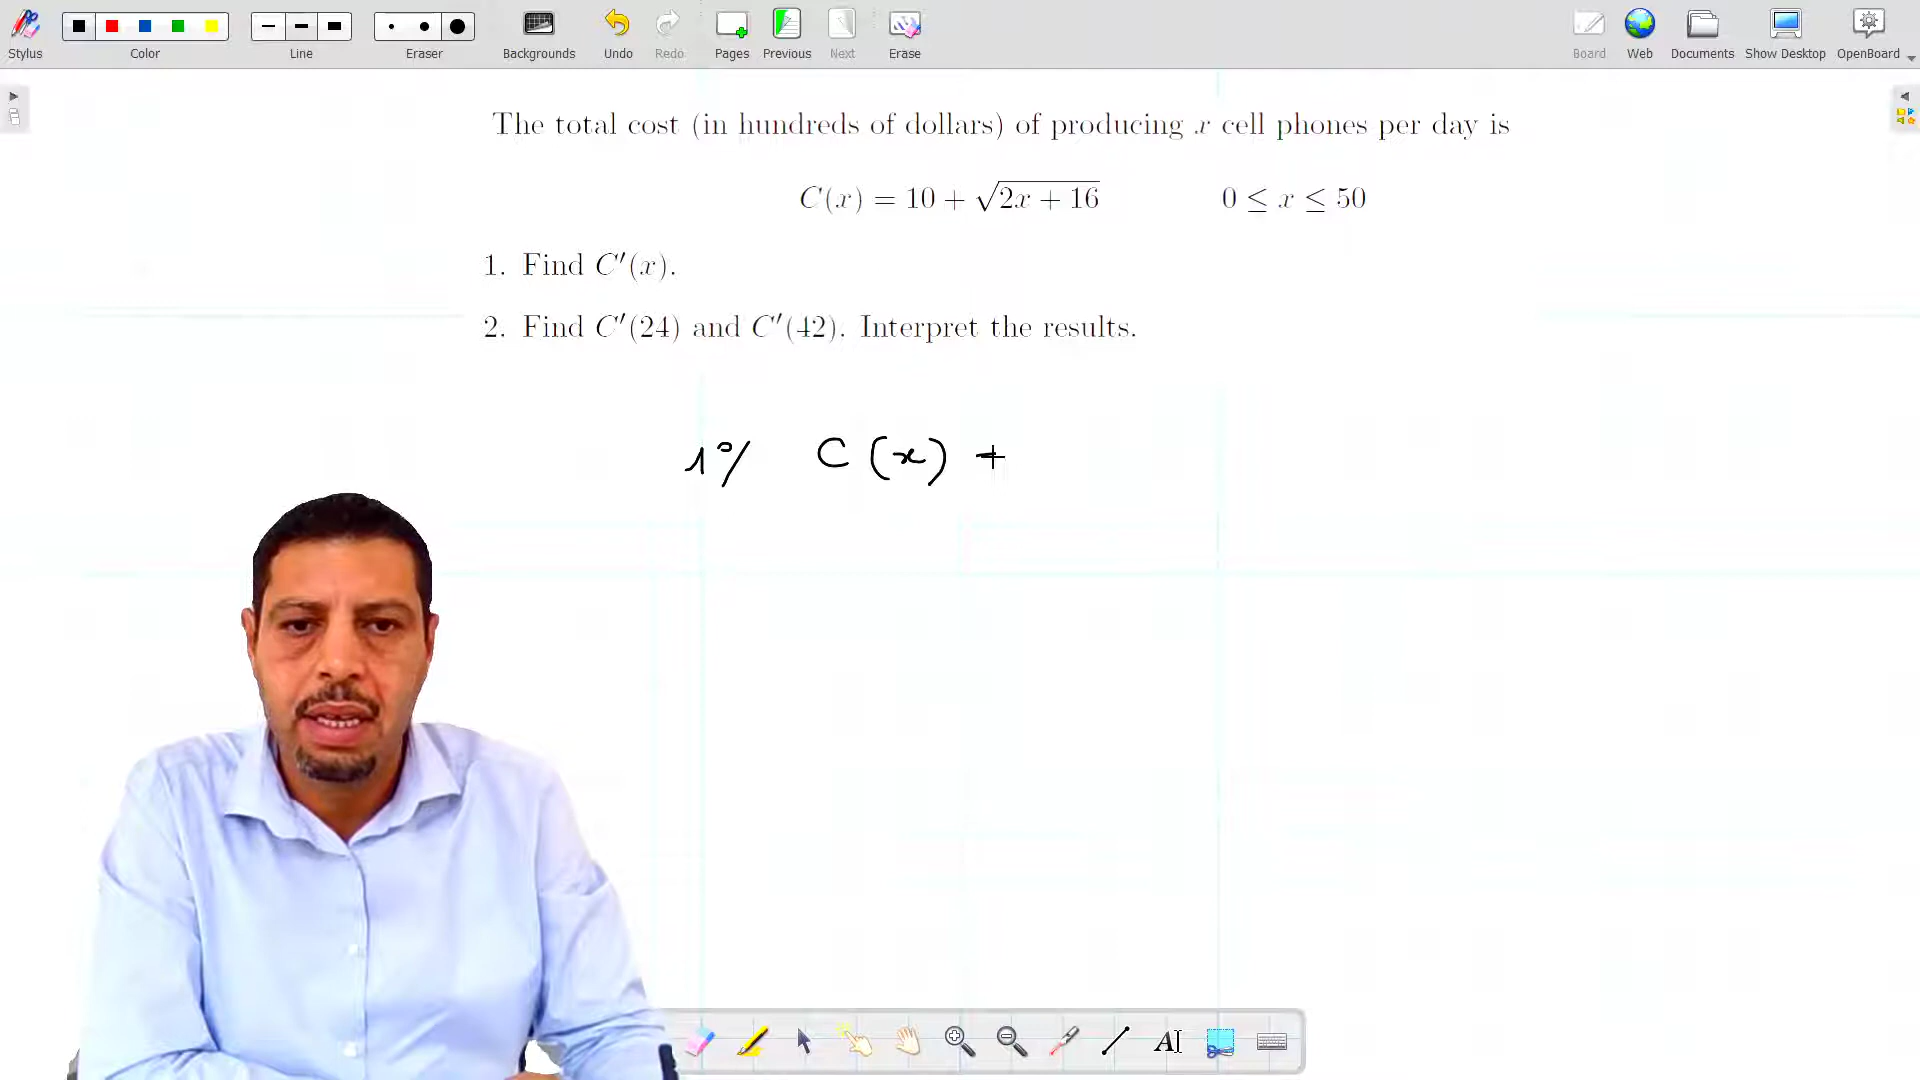 Stylus Color Line Eraser Backgrounds Undo Redo Pages Previous Next Erase Board Web Documents Show Desktop OpenBoard
The total cost (in hundreds of dollars) of producing x cell phones per day is
C(x) = 10 + √(2x + 16) 0 ≤ x ≤ 50
1. Find C′(x).
2. Find C′(24) and C′(42). Interpret the results.
1°/ C (x)